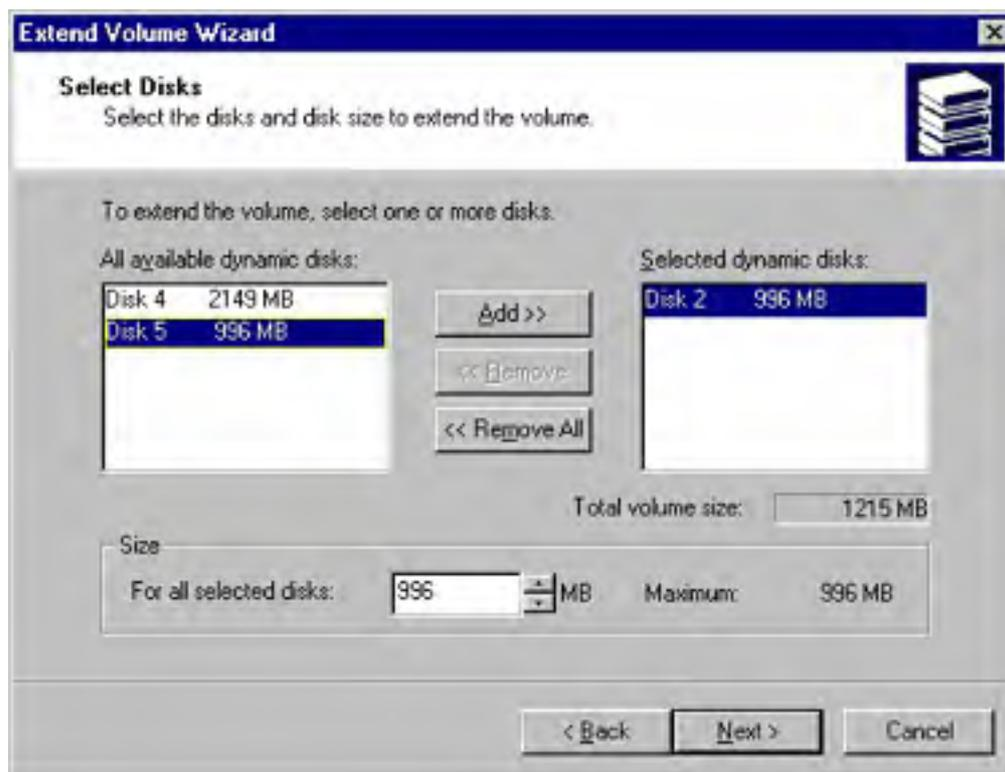 Extend Volume Wizard
Select Disks
Select the disks and disk size to extend the volume.
To extend the volume, select one or more disks.
All available dynamic disks:
Selected dynamic disks:
Disk 4 2149 MB
Disk 5 996 MB
Disk 2 996 MB
Add >>
<< Remove
<< Remove All
Total volume size: 1215 MB
Size
For all selected disks: 996 MB Maximum: 996 MB
< Back Next > Cancel